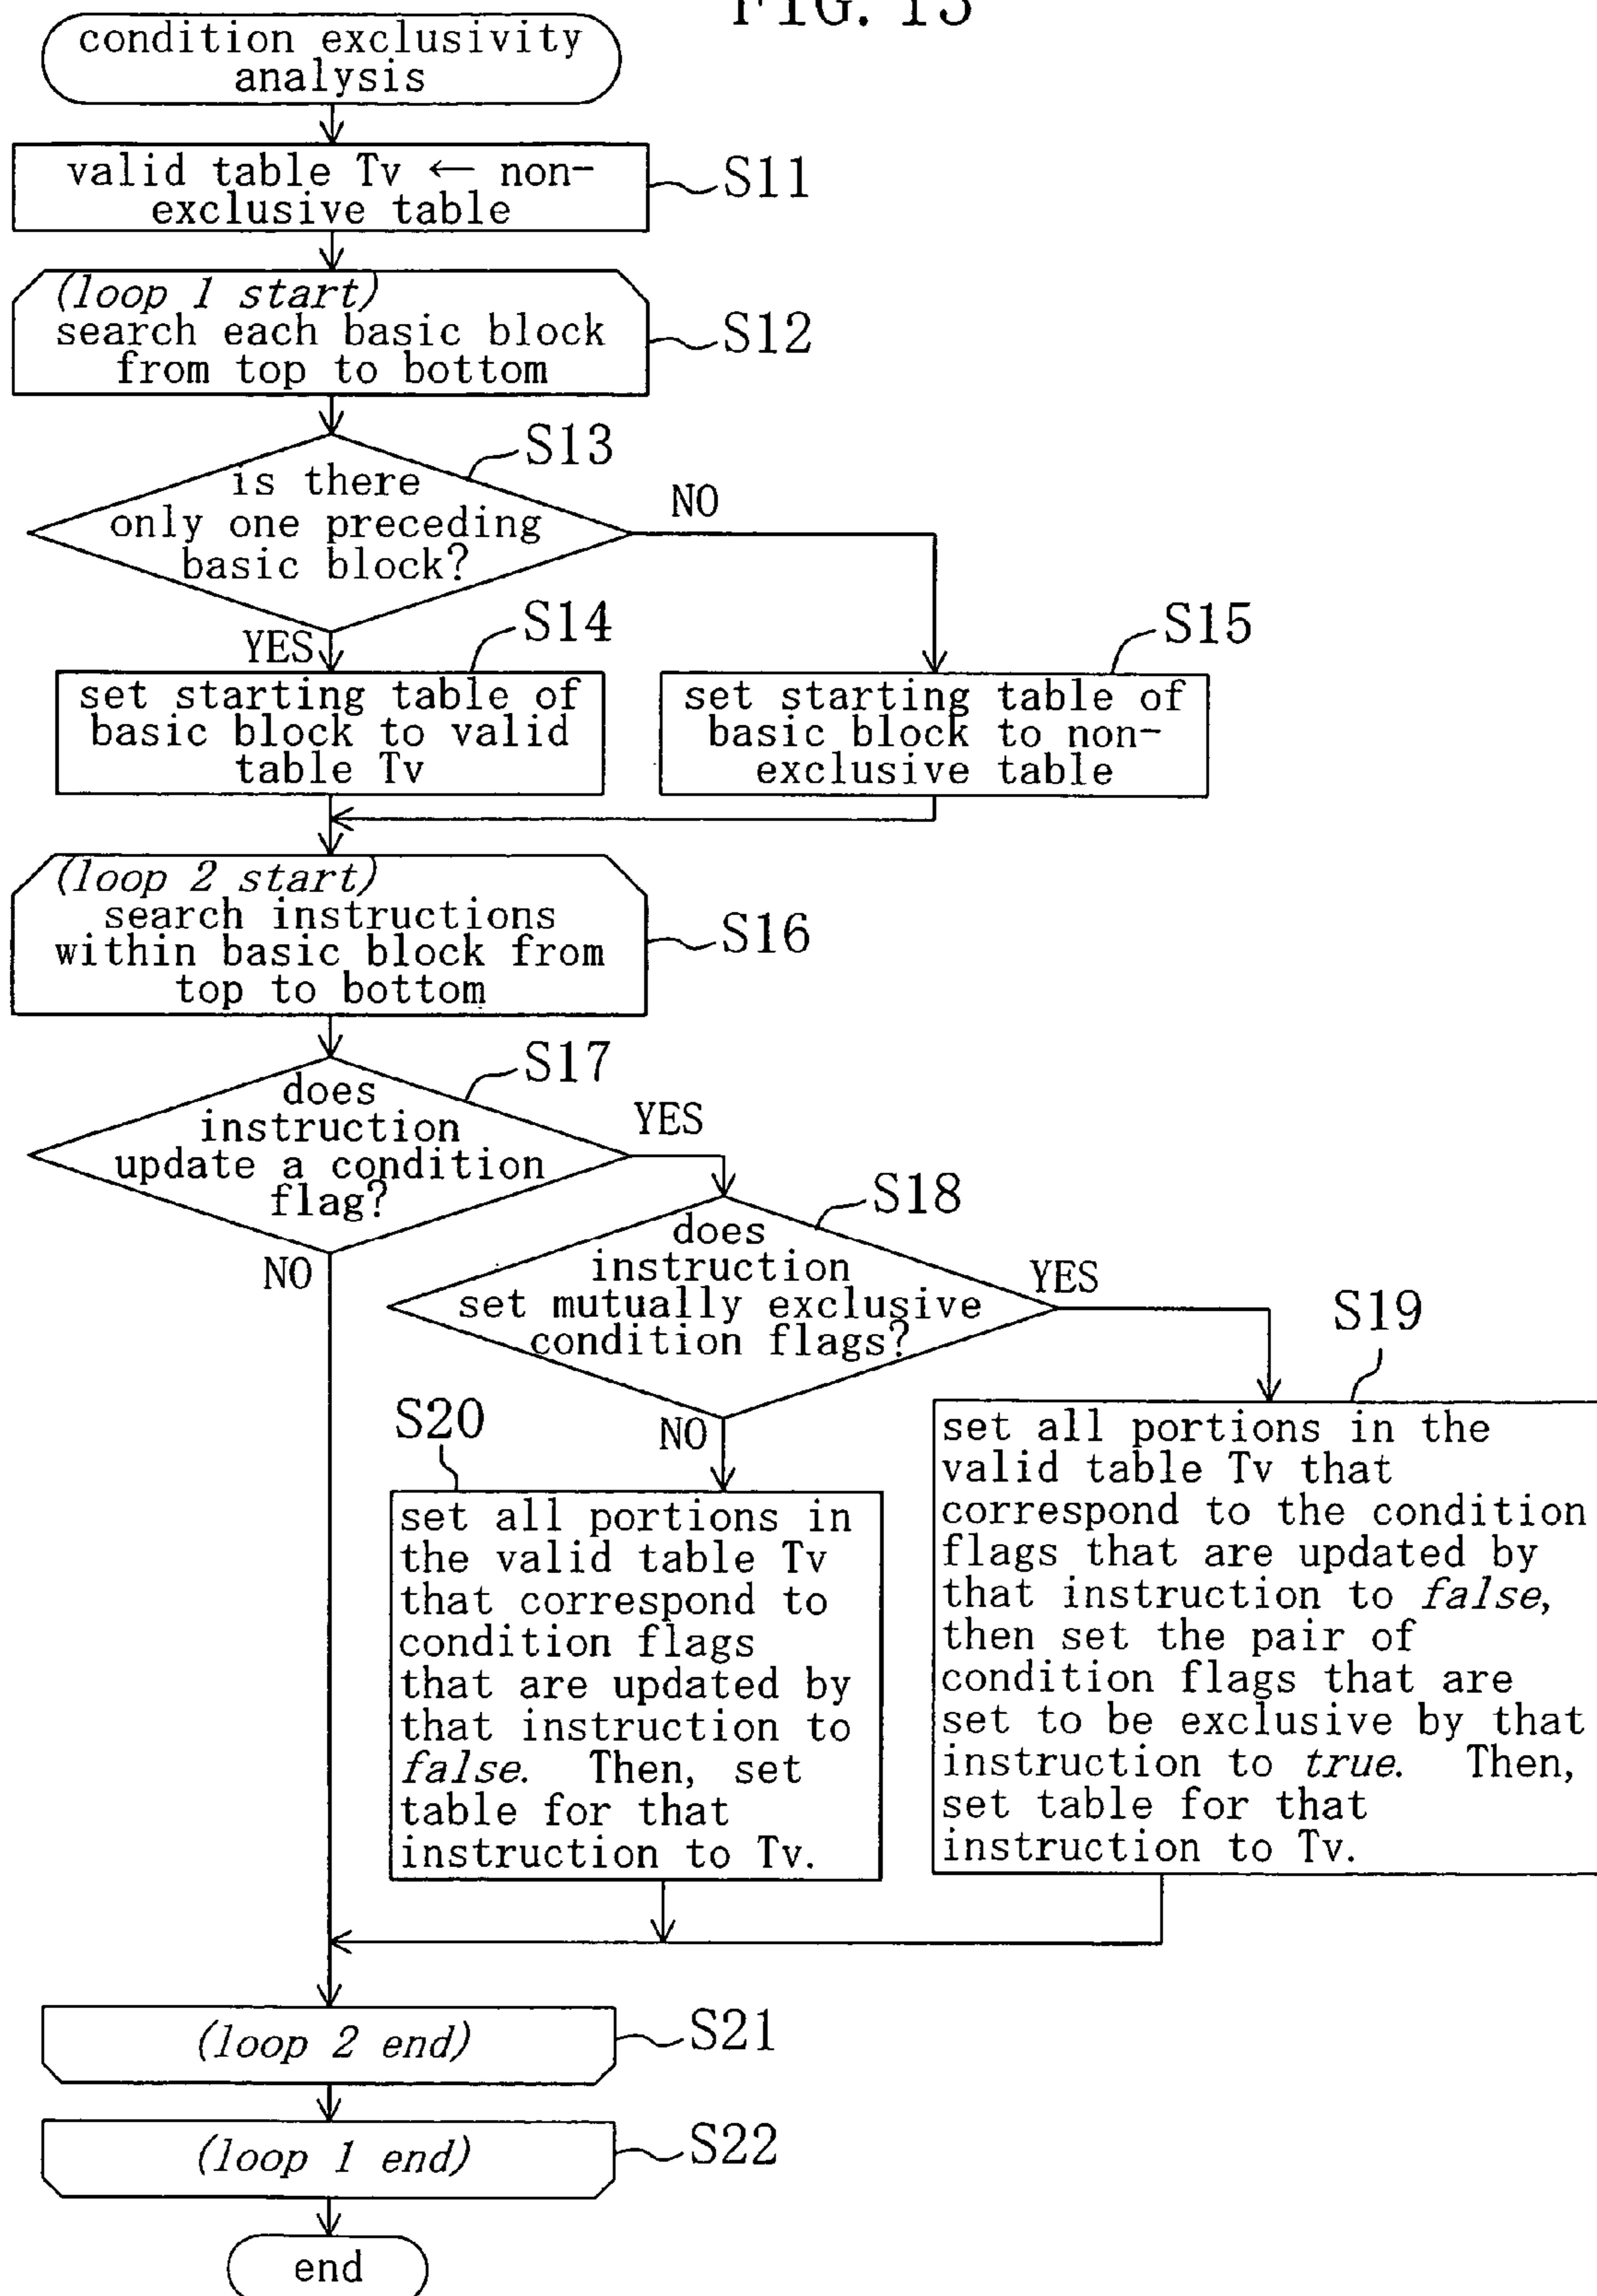 FIG. 13
condition exclusivity
analysis
valid table Tv ← non-
exclusive table
S11
(loop 1 start)
search each basic block
from top to bottom
S12
S13
is there
only one preceding
basic block?
NO
YES
S14
S15
set starting table of
basic block to valid
table Tv
set starting table of
basic block to non-
exclusive table
(loop 2 start)
search instructions
within basic block from
top to bottom
S16
S17
does
instruction
update a condition
flag?
YES
NO
S18
does
instruction
set mutually exclusive
condition flags?
YES
NO
S19
S20
set all portions in
the valid table Tv
that correspond to
condition flags
that are updated by
that instruction to
false. Then, set
table for that
instruction to Tv.
set all portions in the
valid table Tv that
correspond to the condition
flags that are updated by
that instruction to false,
then set the pair of
condition flags that are
set to be exclusive by that
instruction to true. Then,
set table for that
instruction to Tv.
(loop 2 end)
S21
(loop 1 end)
S22
end